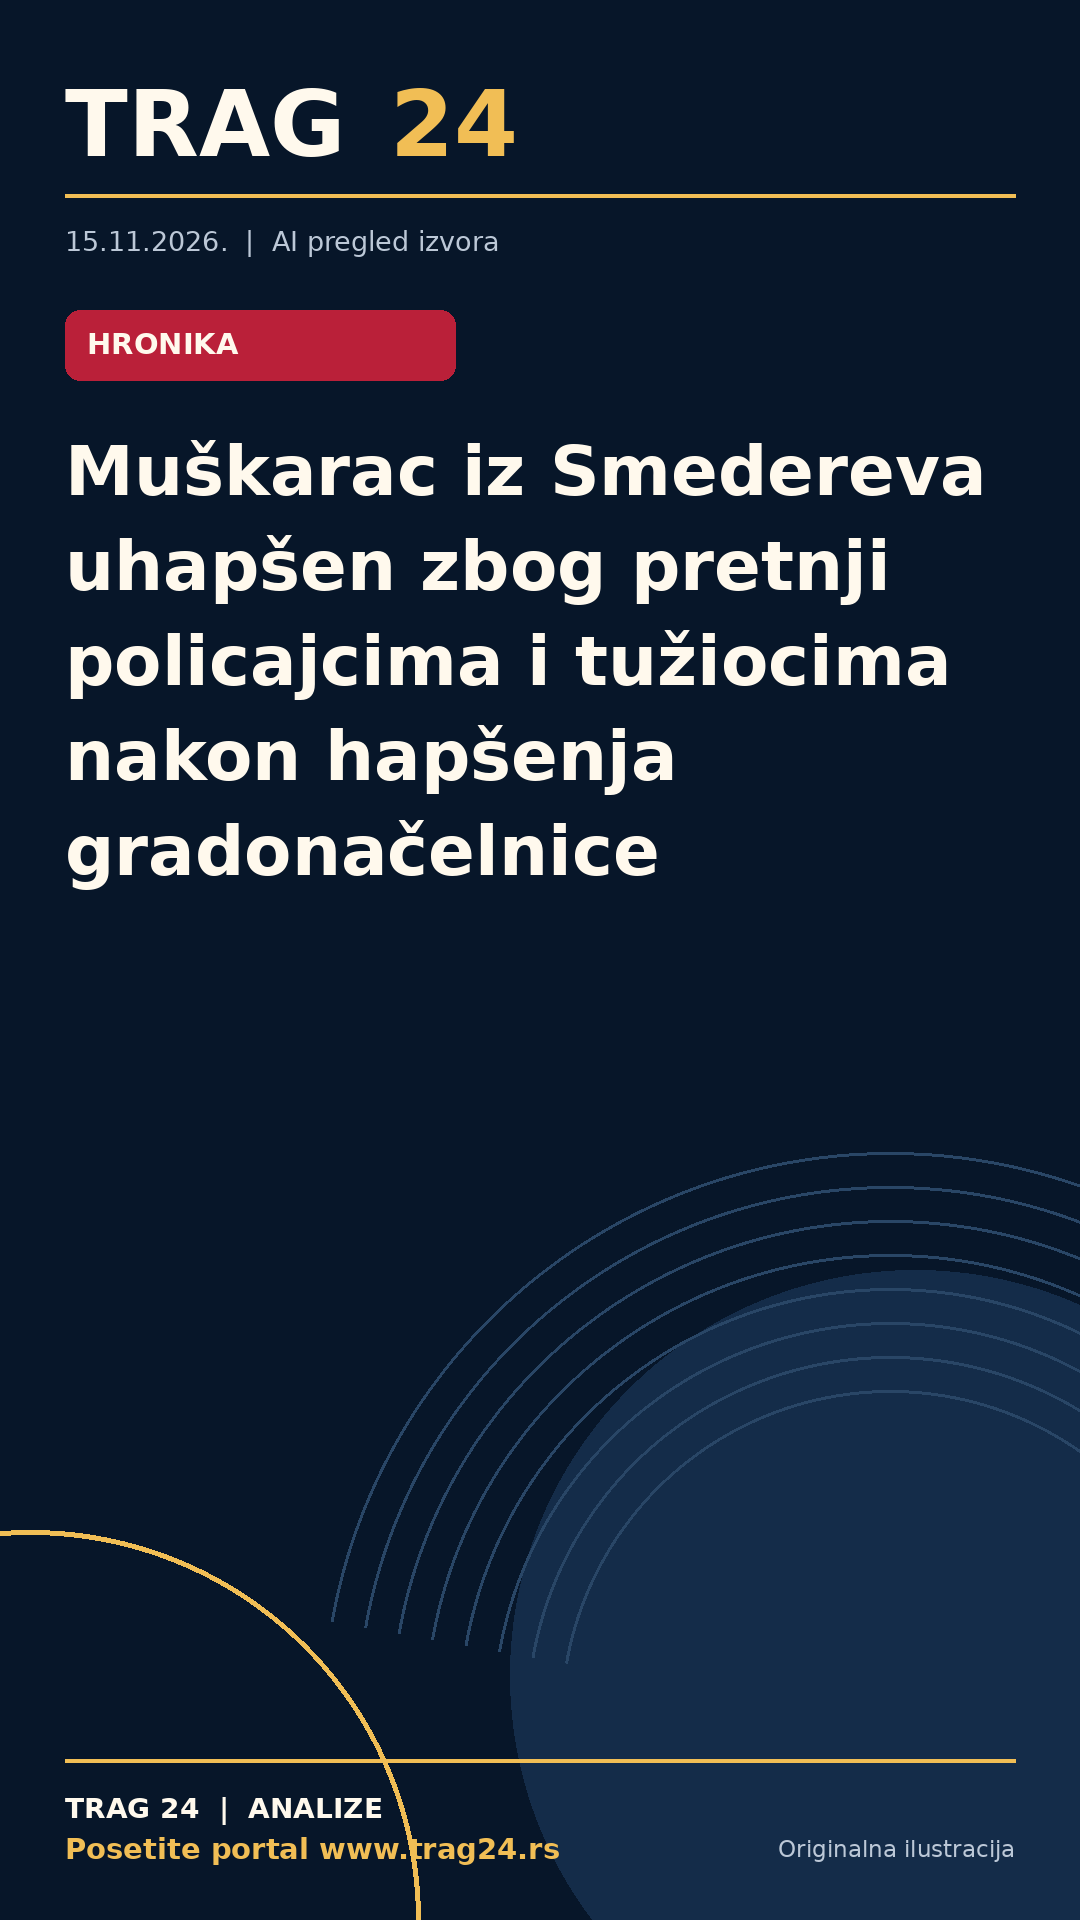 TRAG 24
15.11.2026. | AI pregled izvora
HRONIKA
Muškarac iz Smedereva
uhapšen zbog pretnji
policajcima i tužiocima
nakon hapšenja
gradonačelnice
TRAG 24 | ANALIZE
Posetite portal www.trag24.rs
Originalna ilustracija